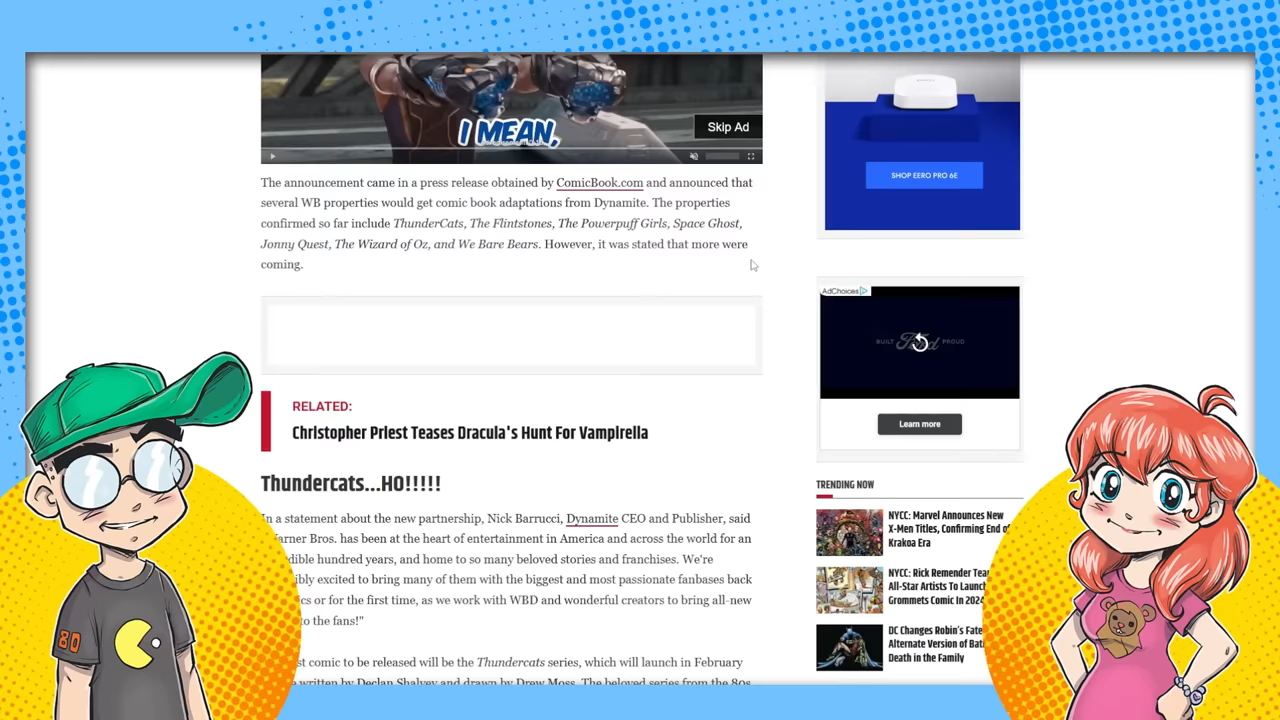 I MEAN,
Skip Ad
The announcement came in a press release obtained by ComicBook.com and announced that
several WB properties would get comic book adaptations from Dynamite. The properties
confirmed so far include ThunderCats, The Flintstones, The Powerpuff Girls, Space Ghost,
Jonny Quest, The Wizard of Oz, and We Bare Bears. However, it was stated that more were
coming.
RELATED:
Christopher Priest Teases Dracula's Hunt For Vampirella
Thundercats...HO!!!!!
In a statement about the new partnership, Nick Barrucci, Dynamite CEO and Publisher, said
arner Bros. has been at the heart of entertainment in America and across the world for an
dible hundred years, and home to so many beloved stories and franchises. We're
ibly excited to bring many of them with the biggest and most passionate fanbases back
cs or for the first time, as we work with WBD and wonderful creators to bring all-new
to the fans!"
st comic to be released will be the Thundercats series, which will launch in February
written by Declan Shalvey and drawn by Drew Moss. The beloved series from the 80s
SHOP EERO PRO 6E
AdChoices
BUILT Ford PROUD
Learn more
TRENDING NOW
NYCC: Marvel Announces New
X-Men Titles, Confirming End of
Krakoa Era
NYCC: Rick Remender Tea
All-Star Artists To Launch
Grommets Comic In 2024
DC Changes Robin's Fate
Alternate Version of Bat
Death in the Family
80